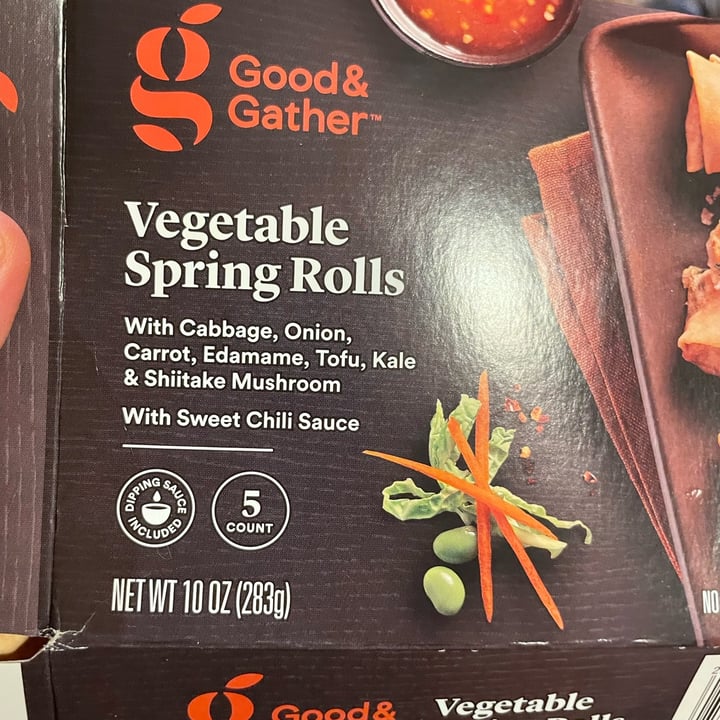 Good &
Gather™
Vegetable
Spring Rolls
With Cabbage, Onion,
Carrot, Edamame, Tofu, Kale
& Shiitake Mushroom
With Sweet Chili Sauce
DIPPING SAUCE
INCLUDED
5
COUNT
NET WT 10 OZ (283g)
NO
Good &
Vegetable